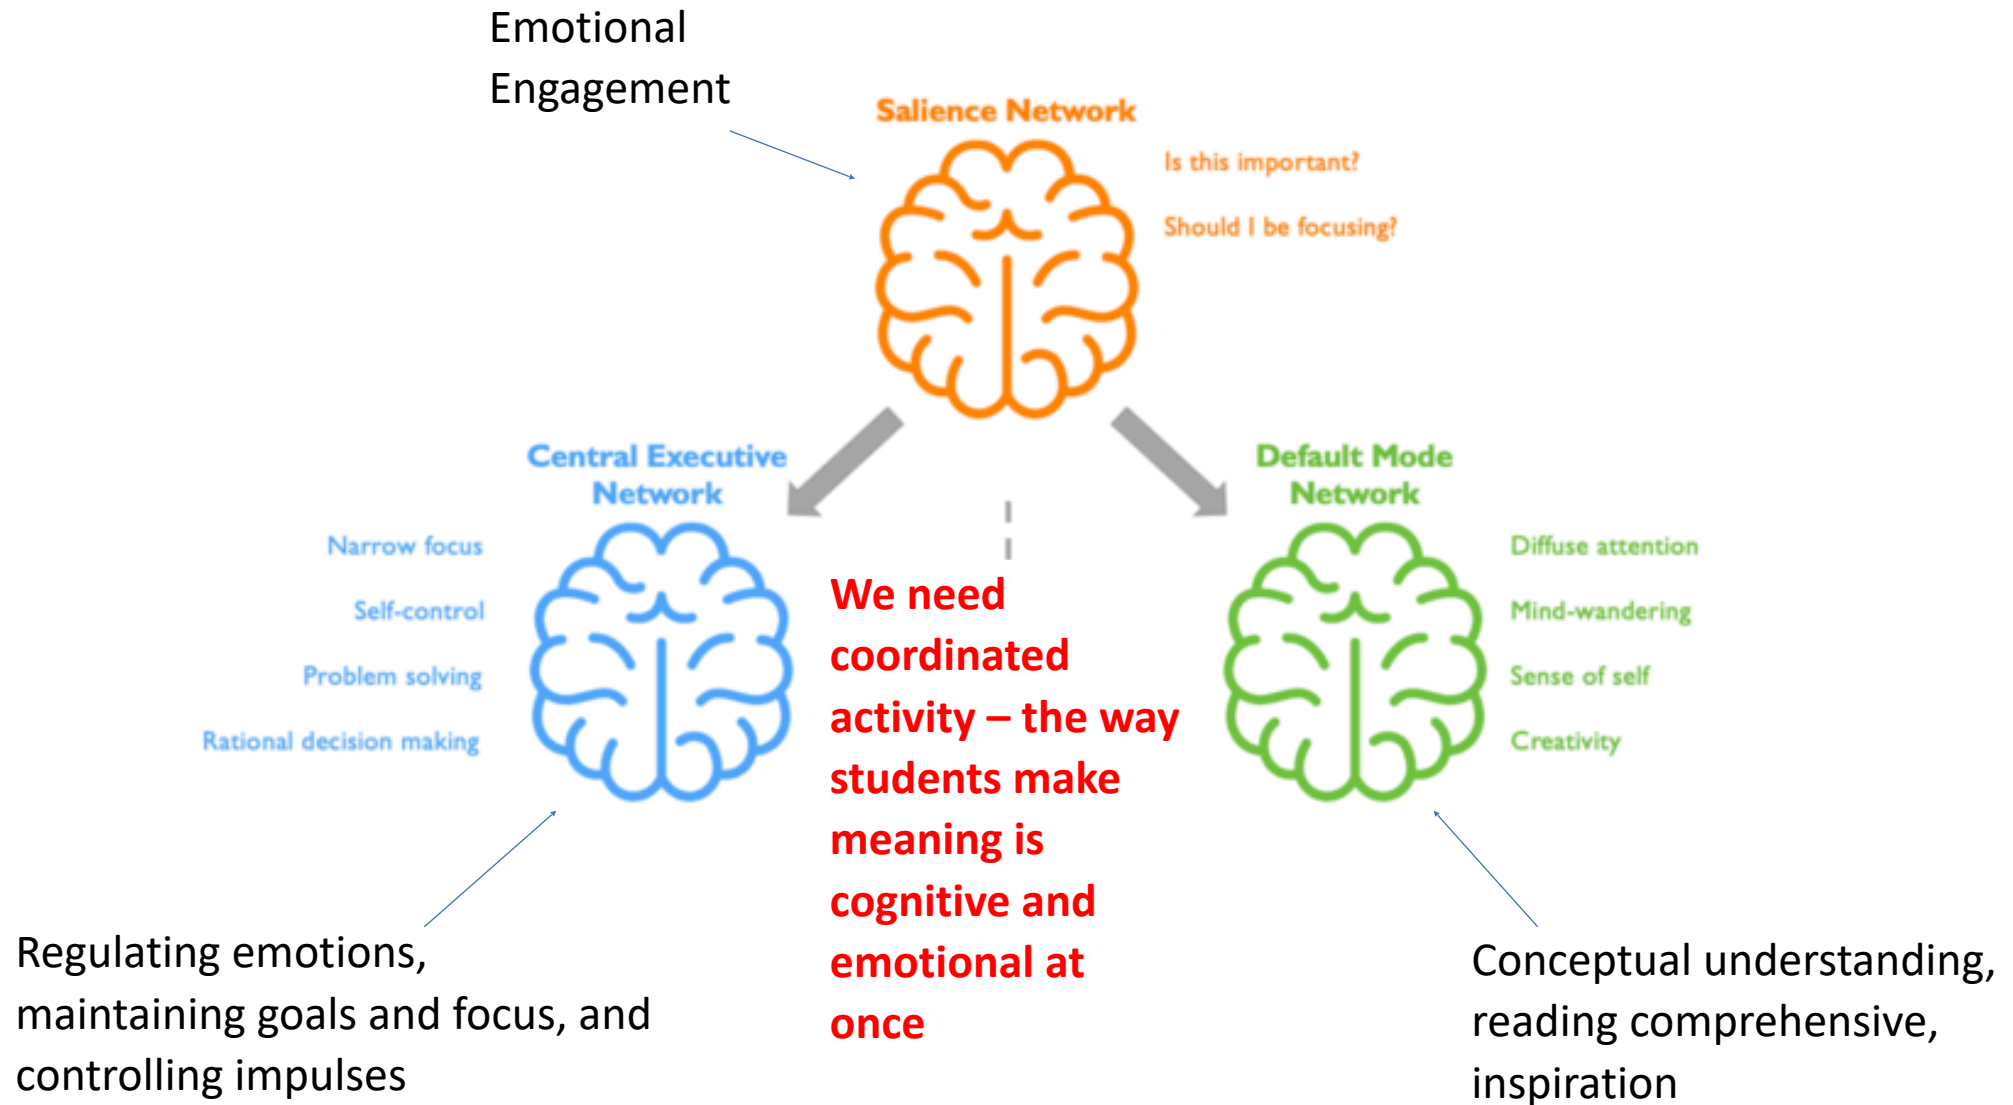 Emotional
Engagement
Salience Network
Is this important?
Should I be focusing?
Central Executive
Network
Narrow focus
Self-control
Problem solving
Rational decision making
Default Mode
Network
Diffuse attention
Mind-wandering
Sense of self
Creativity
We need
coordinated
activity – the way
students make
meaning is
cognitive and
emotional at
once
Regulating emotions,
maintaining goals and focus, and
controlling impulses
Conceptual understanding,
reading comprehensive,
inspiration